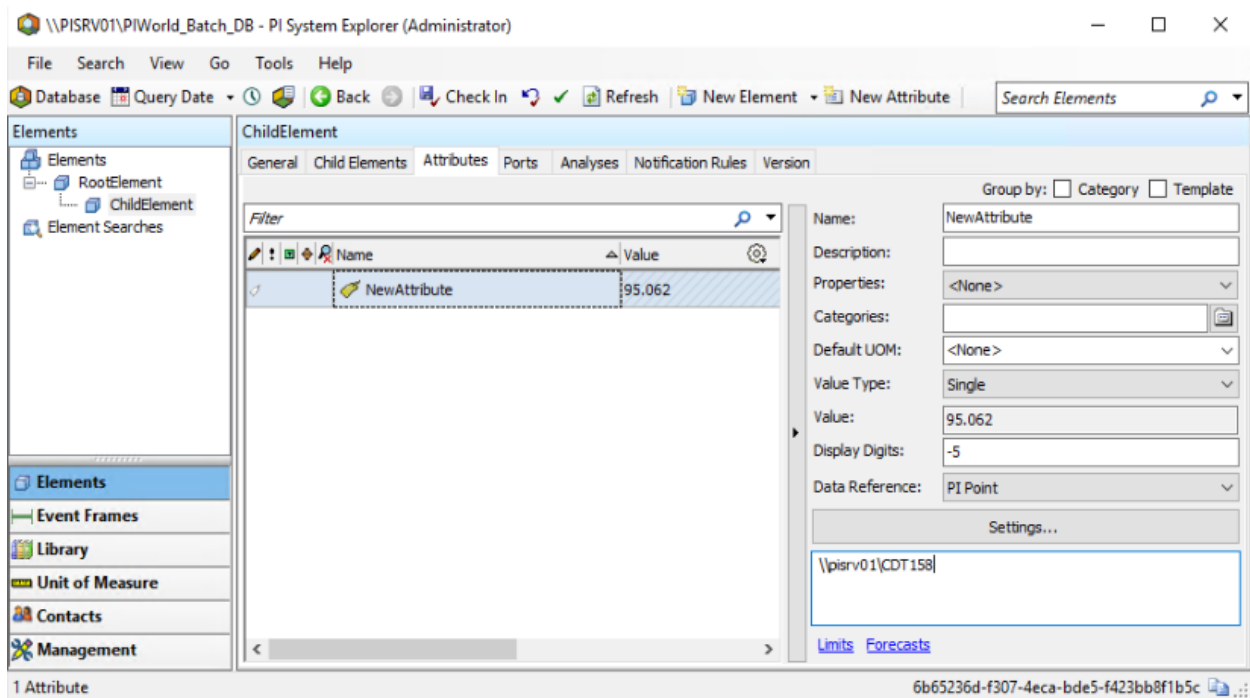 \\PISRV01\PIWorld_Batch_DB - PI System Explorer (Administrator)
File Search View Go Tools Help
Database Query Date Back Check In Refresh New Element New Attribute Search Elements
Elements
Elements
RootElement
ChildElement
Element Searches
Elements
Event Frames
Library
Unit of Measure
Contacts
Management
ChildElement
General Child Elements Attributes Ports Analyses Notification Rules Version
Group by: Category Template
Filter
Name Value
NewAttribute 95.062
Name: NewAttribute
Description:
Properties: <None>
Categories:
Default UOM: <None>
Value Type: Single
Value: 95.062
Display Digits: -5
Data Reference: PI Point
Settings...
\\pisrv01\CDT158
Limits Forecasts
1 Attribute 6b65236d-f307-4eca-bde5-f423bb8f1b5c